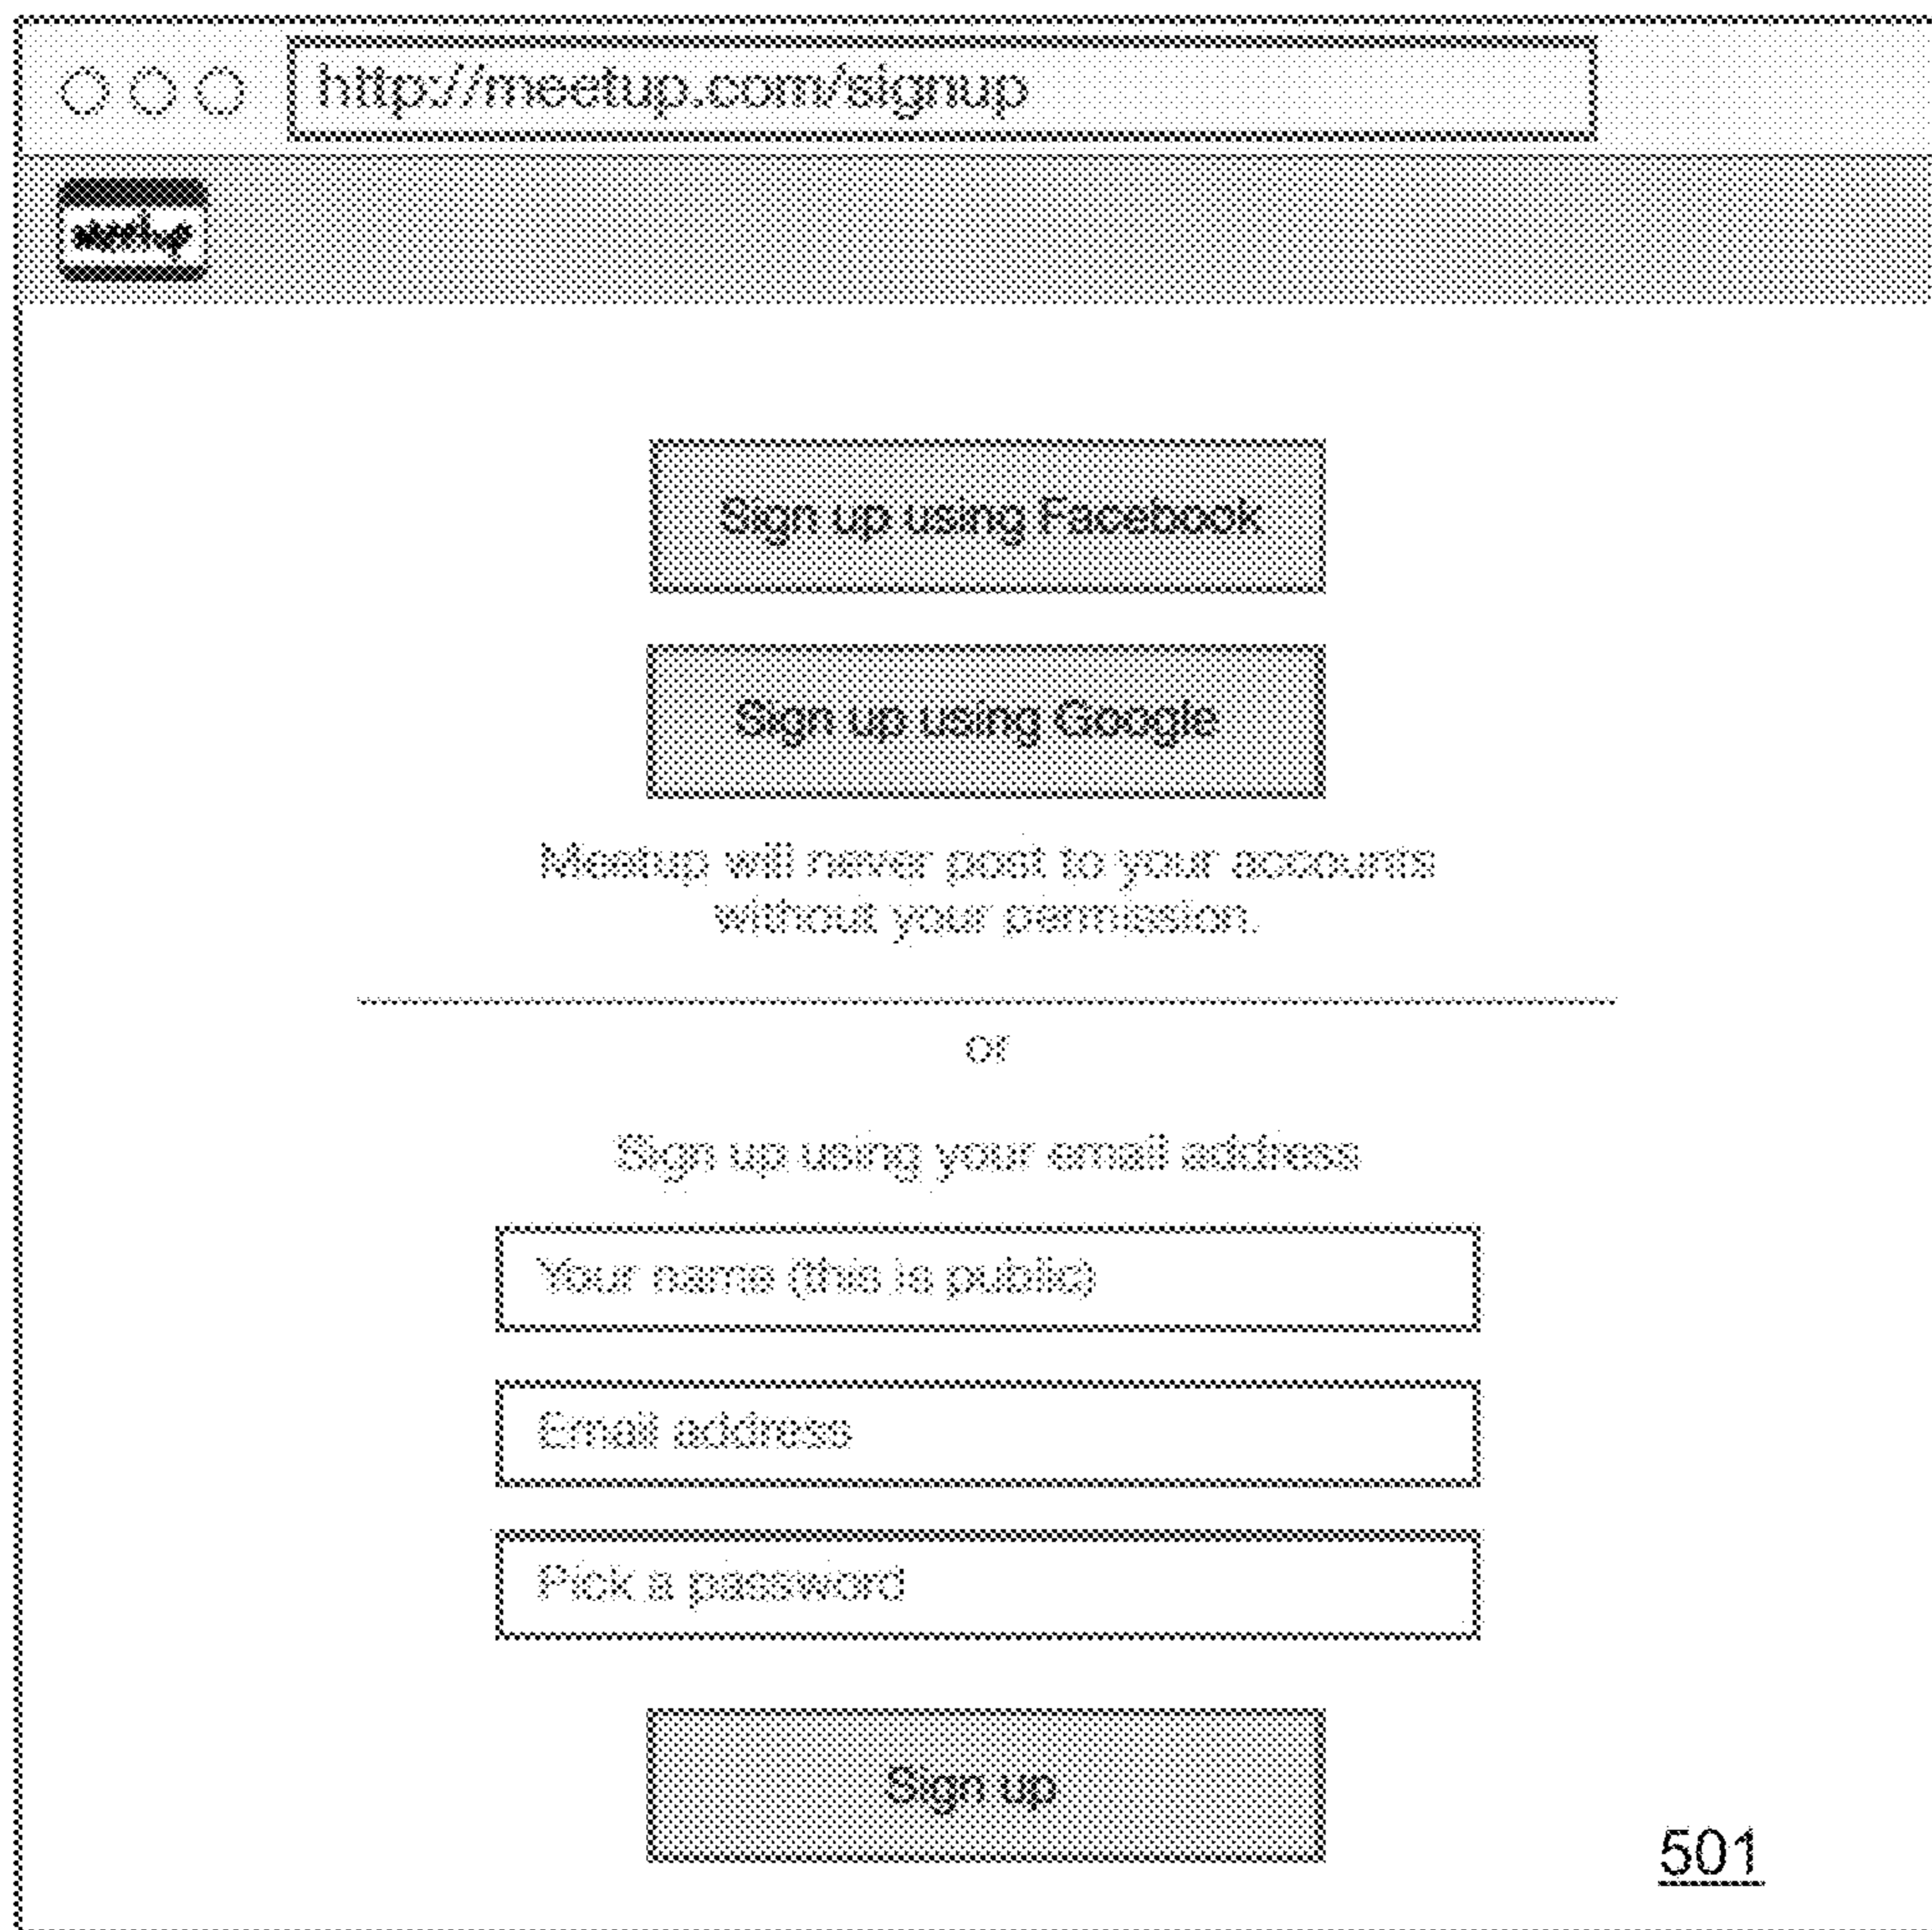 http://meetup.com/signup
meetup
Sign up using Facebook
Sign up using Google
Meetup will never post to your accounts
without your permission.
or
Sign up using your email address
Your name (this is public)
Email address
Pick a password
Sign up
501